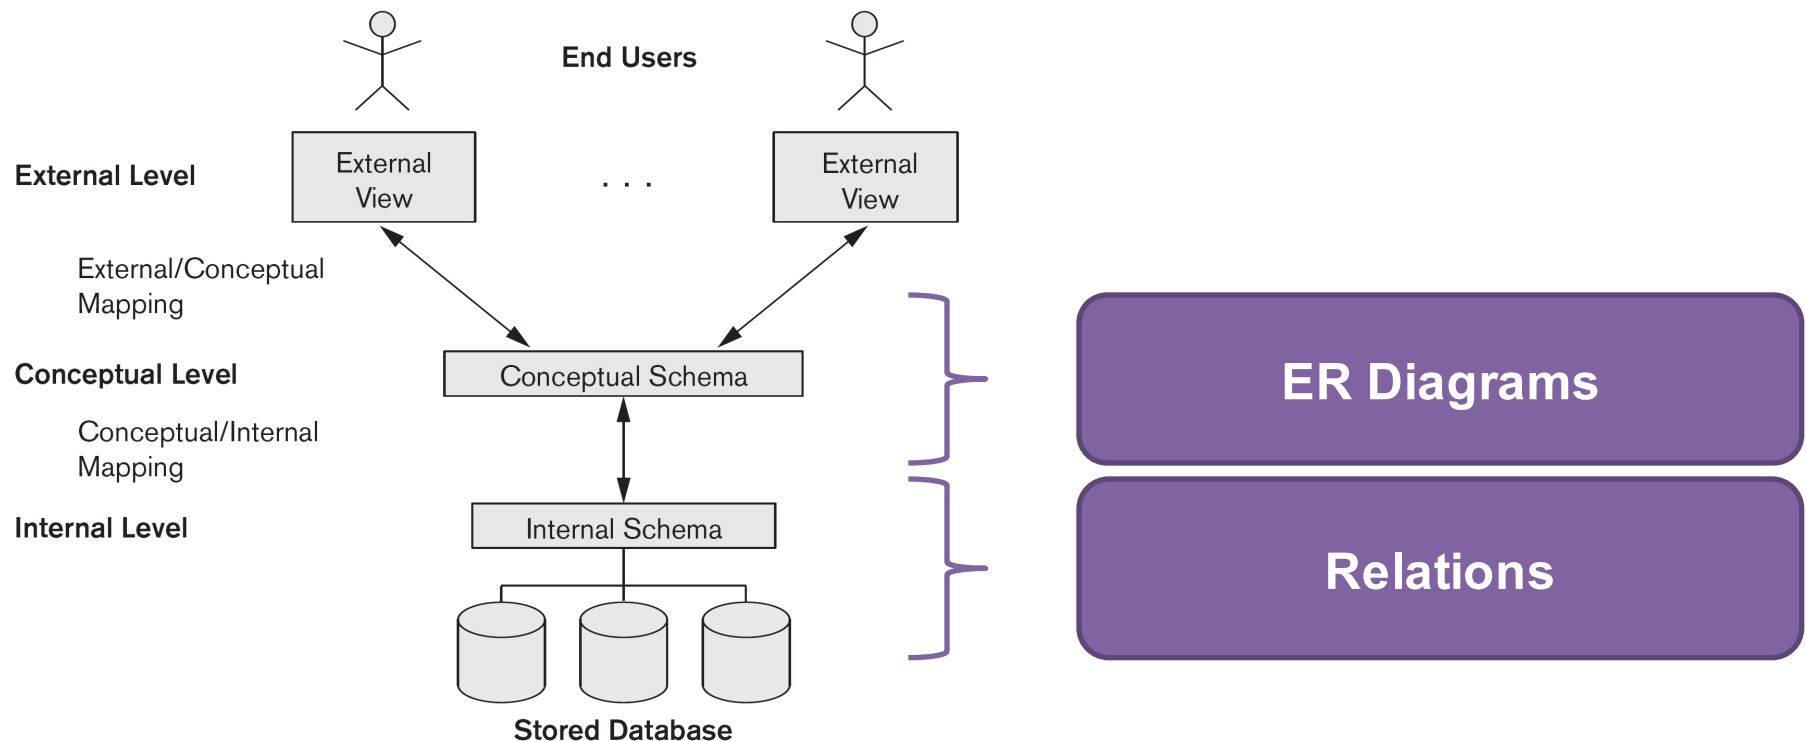 End Users
External Level
External
View
. . .
External
View
External/Conceptual
Mapping
Conceptual Level
Conceptual Schema
ER Diagrams
Conceptual/Internal
Mapping
Internal Level
Internal Schema
Relations
Stored Database